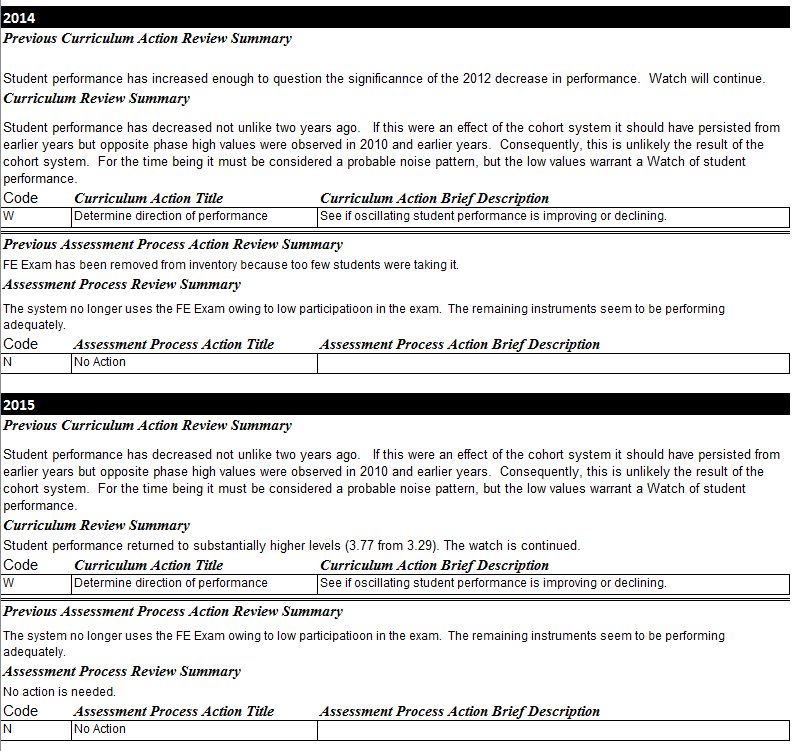 2014
Previous Curriculum Action Review Summary
Student performance has increased enough to question the significannce of the 2012 decrease in performance.  Watch will continue.
Curriculum Review Summary
Student performance has decreased not unlike two years ago.   If this were an effect of the cohort system it should have persisted from
earlier years but opposite phase high values were observed in 2010 and earlier years.  Consequently, this is unlikely the result of the
cohort system.  For the time being it must be considered a probable noise pattern, but the low values warrant a Watch of student
performance.
Code Curriculum Action Title Curriculum Action Brief Description
W Determine direction of performance See if oscillating student performance is improving or declining.
Previous Assessment Process Action Review Summary
FE Exam has been removed from inventory because too few students were taking it.
Assessment Process Review Summary
The system no longer uses the FE Exam owing to low participatioon in the exam.  The remaining instruments seem to be performing
adequately.
Code Assessment Process Action Title Assessment Process Action Brief Description
N No Action
2015
Previous Curriculum Action Review Summary
Student performance has decreased not unlike two years ago.   If this were an effect of the cohort system it should have persisted from
earlier years but opposite phase high values were observed in 2010 and earlier years.  Consequently, this is unlikely the result of the
cohort system.  For the time being it must be considered a probable noise pattern, but the low values warrant a Watch of student
performance.
Curriculum Review Summary
Student performance returned to substantially higher levels (3.77 from 3.29). The watch is continued.
Code Curriculum Action Title Curriculum Action Brief Description
W Determine direction of performance See if oscillating student performance is improving or declining.
Previous Assessment Process Action Review Summary
The system no longer uses the FE Exam owing to low participatioon in the exam.  The remaining instruments seem to be performing
adequately.
Assessment Process Review Summary
No action is needed.
Code Assessment Process Action Title Assessment Process Action Brief Description
N No Action